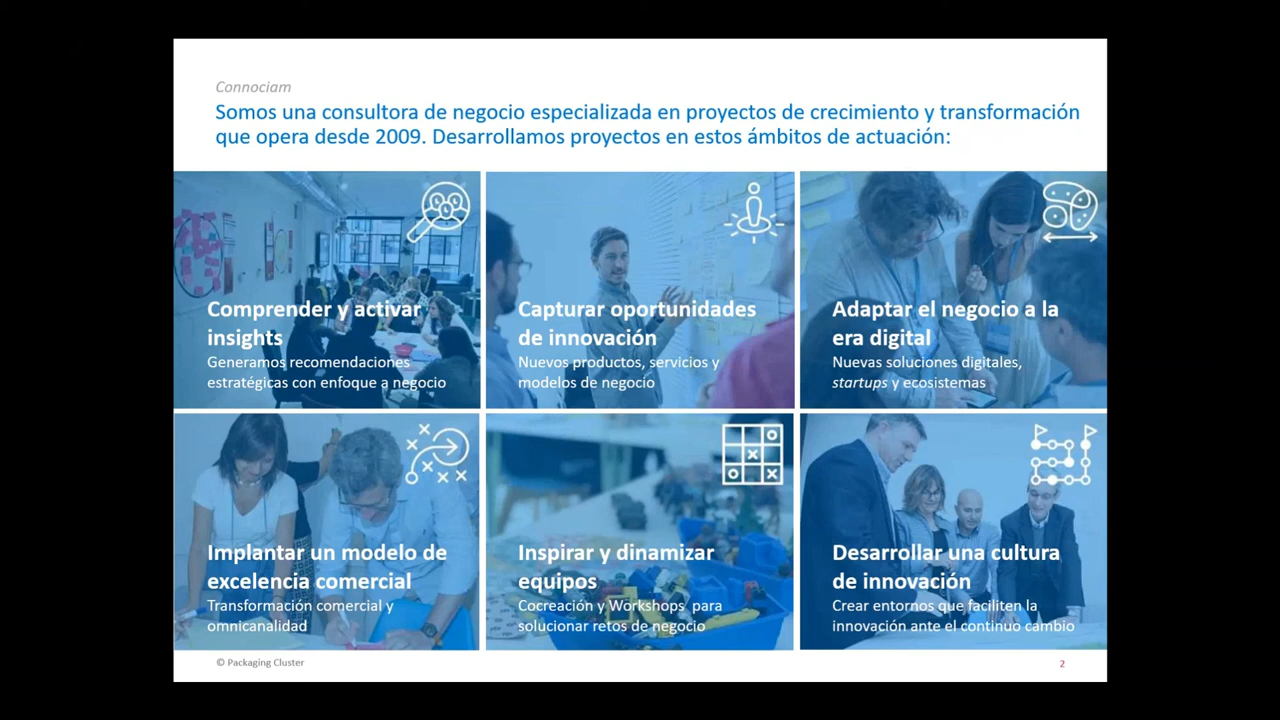 Connociam
Somos una consultora de negocio especializada en proyectos de crecimiento y transformación
que opera desde 2009. Desarrollamos proyectos en estos ámbitos de actuación:
Comprender y activar
insights
Generamos recomendaciones
estratégicas con enfoque a negocio
Capturar oportunidades
de innovación
Nuevos productos, servicios y
modelos de negocio
Adaptar el negocio a la
era digital
Nuevas soluciones digitales,
startups y ecosistemas
Implantar un modelo de
excelencia comercial
Transformación comercial y
omnicanalidad
Inspirar y dinamizar
equipos
Cocreación y Workshops para
solucionar retos de negocio
Desarrollar una cultura
de innovación
Crear entornos que faciliten la
innovación ante el continuo cambio
© Packaging Cluster
2